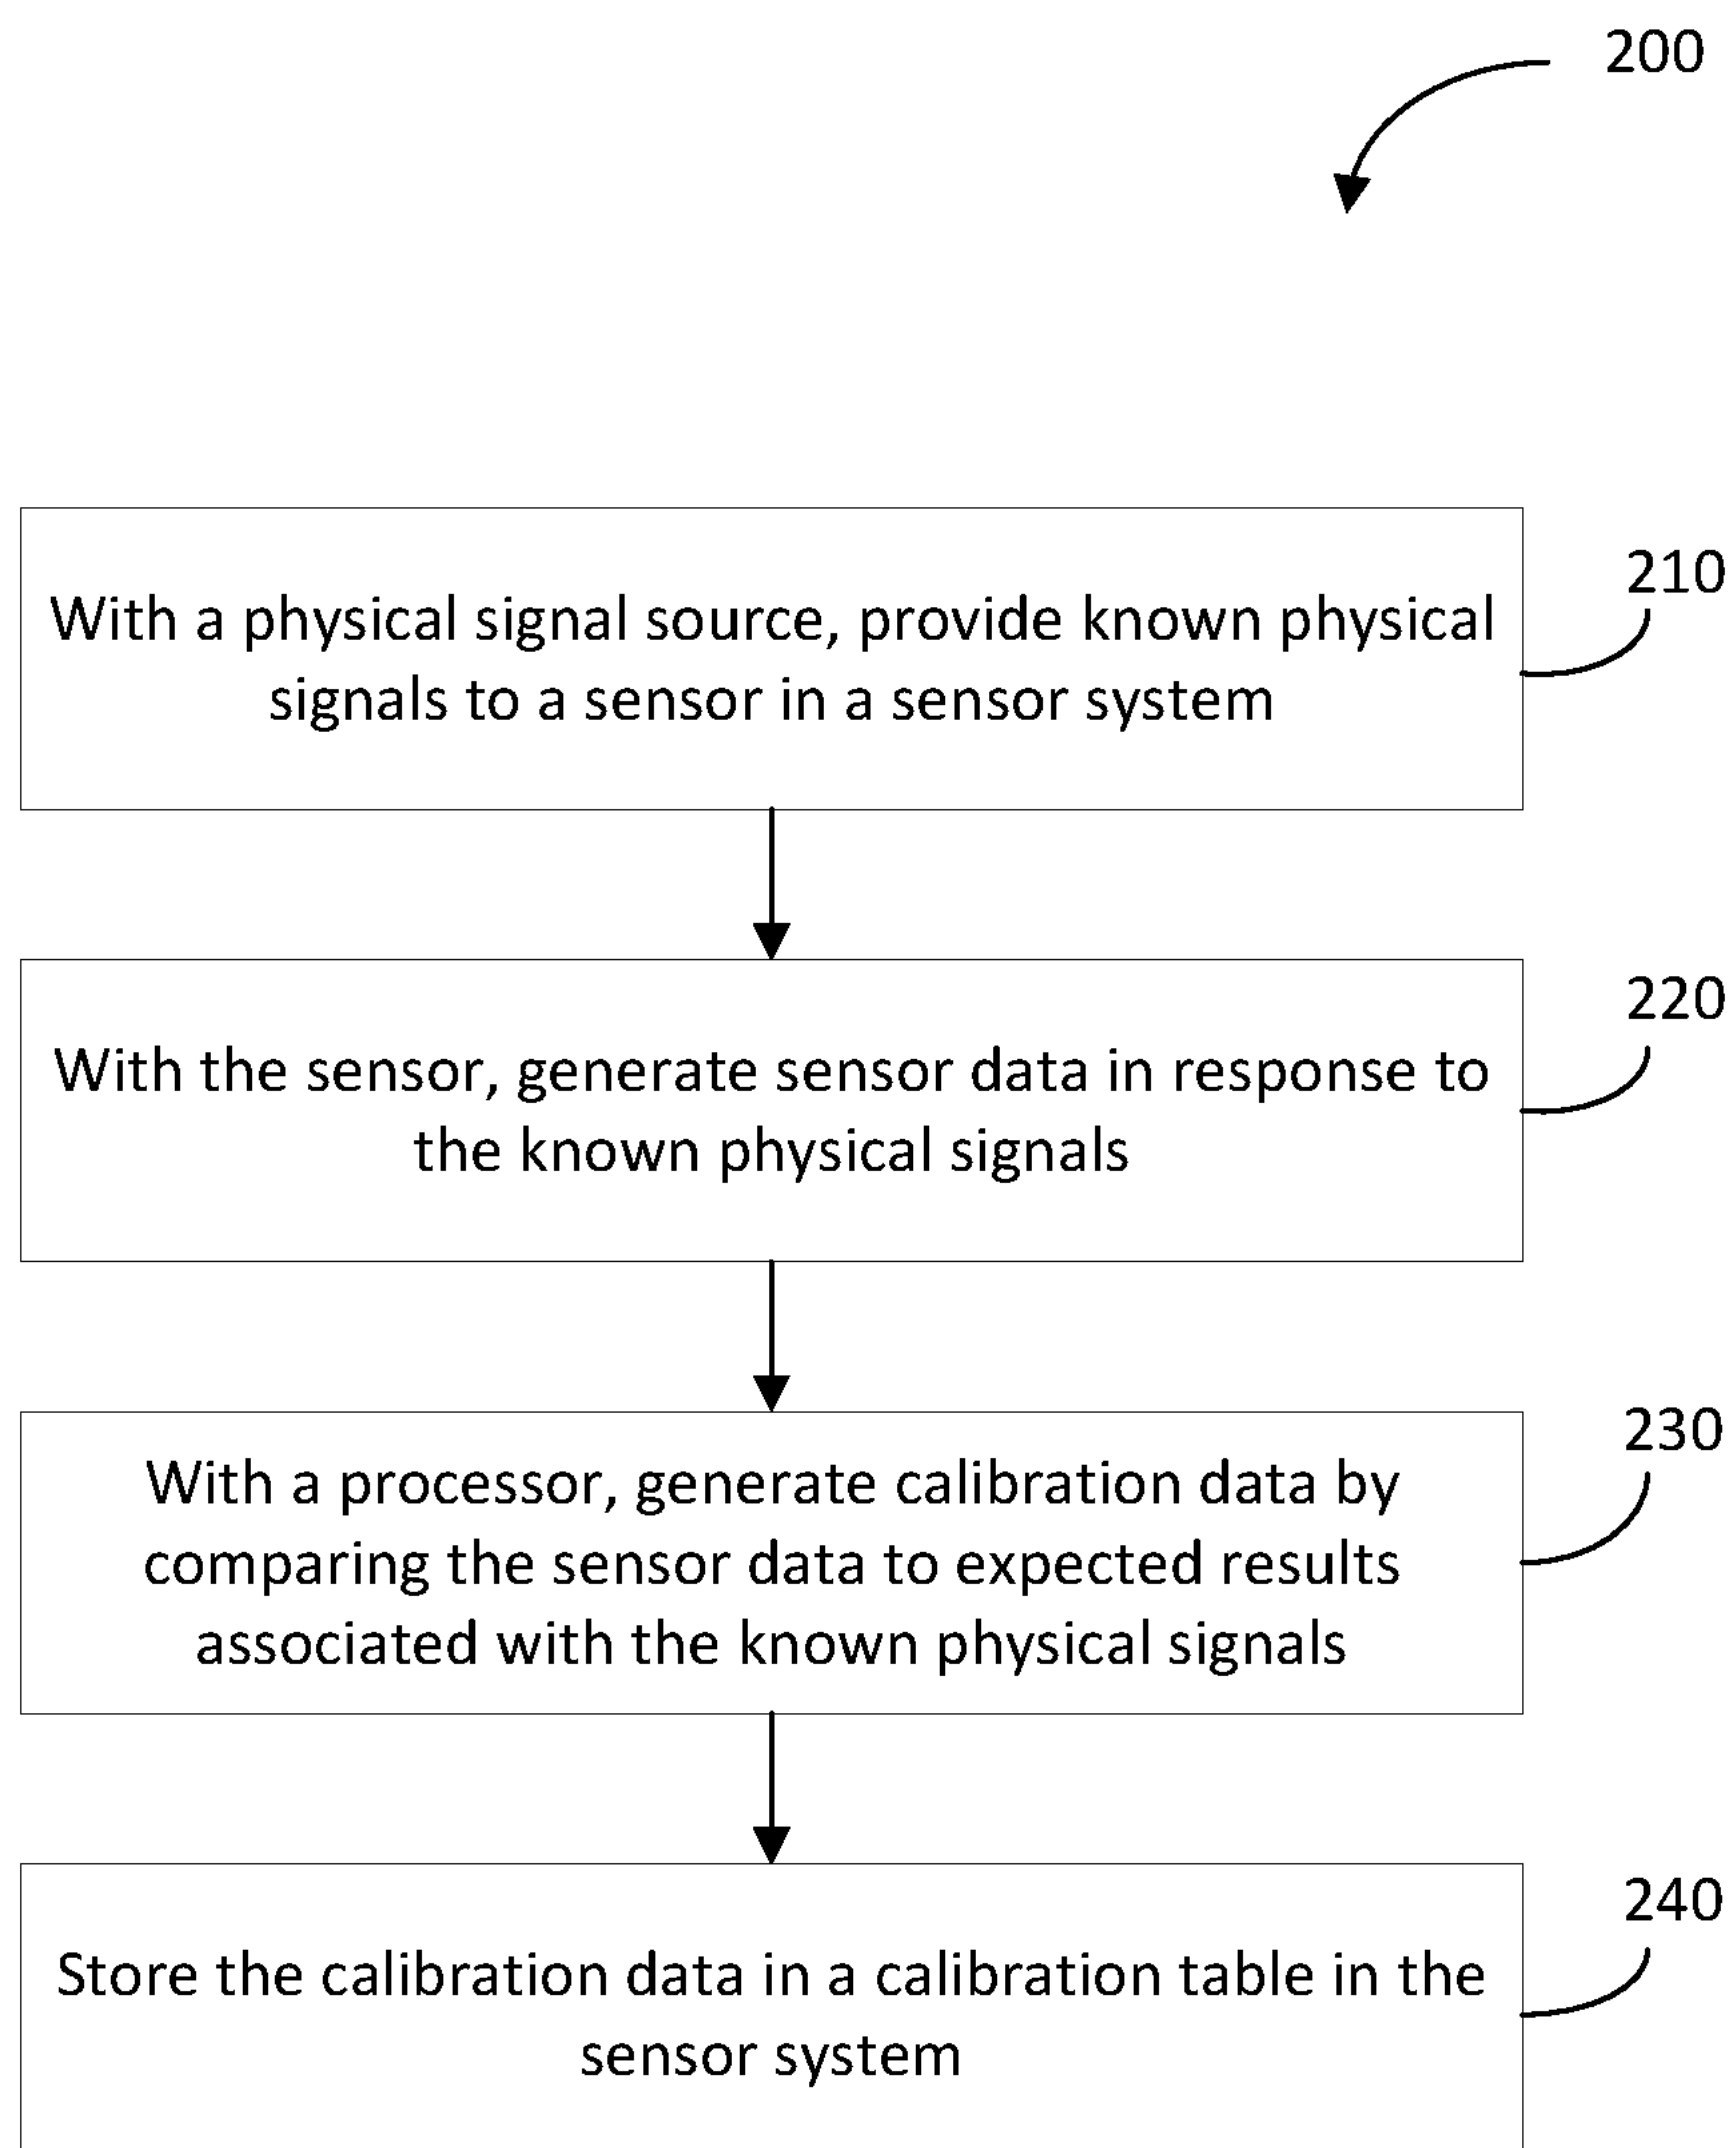 200
210
With a physical signal source, provide known physical
signals to a sensor in a sensor system
220
With the sensor, generate sensor data in response to
the known physical signals
230
With a processor, generate calibration data by
comparing the sensor data to expected results
associated with the known physical signals
240
Store the calibration data in a calibration table in the
sensor system